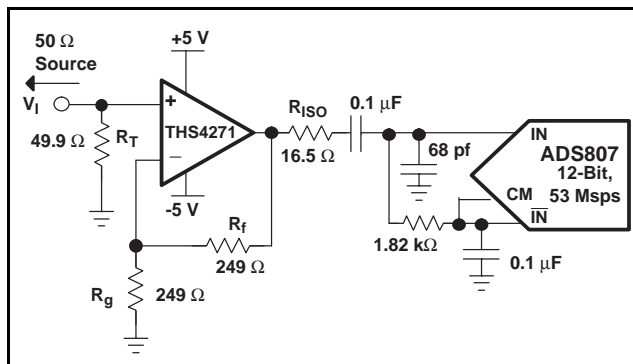 50 Ω
Source
+5 V
V_I
R_T
49.9 Ω
+
THS4271
−
-5 V
R_f
249 Ω
R_g
249 Ω
R_ISO
16.5 Ω
0.1 µF
68 pf
1.82 kΩ
0.1 µF
IN
ADS807
12-Bit,
CM
53 Msps
I̅N̅